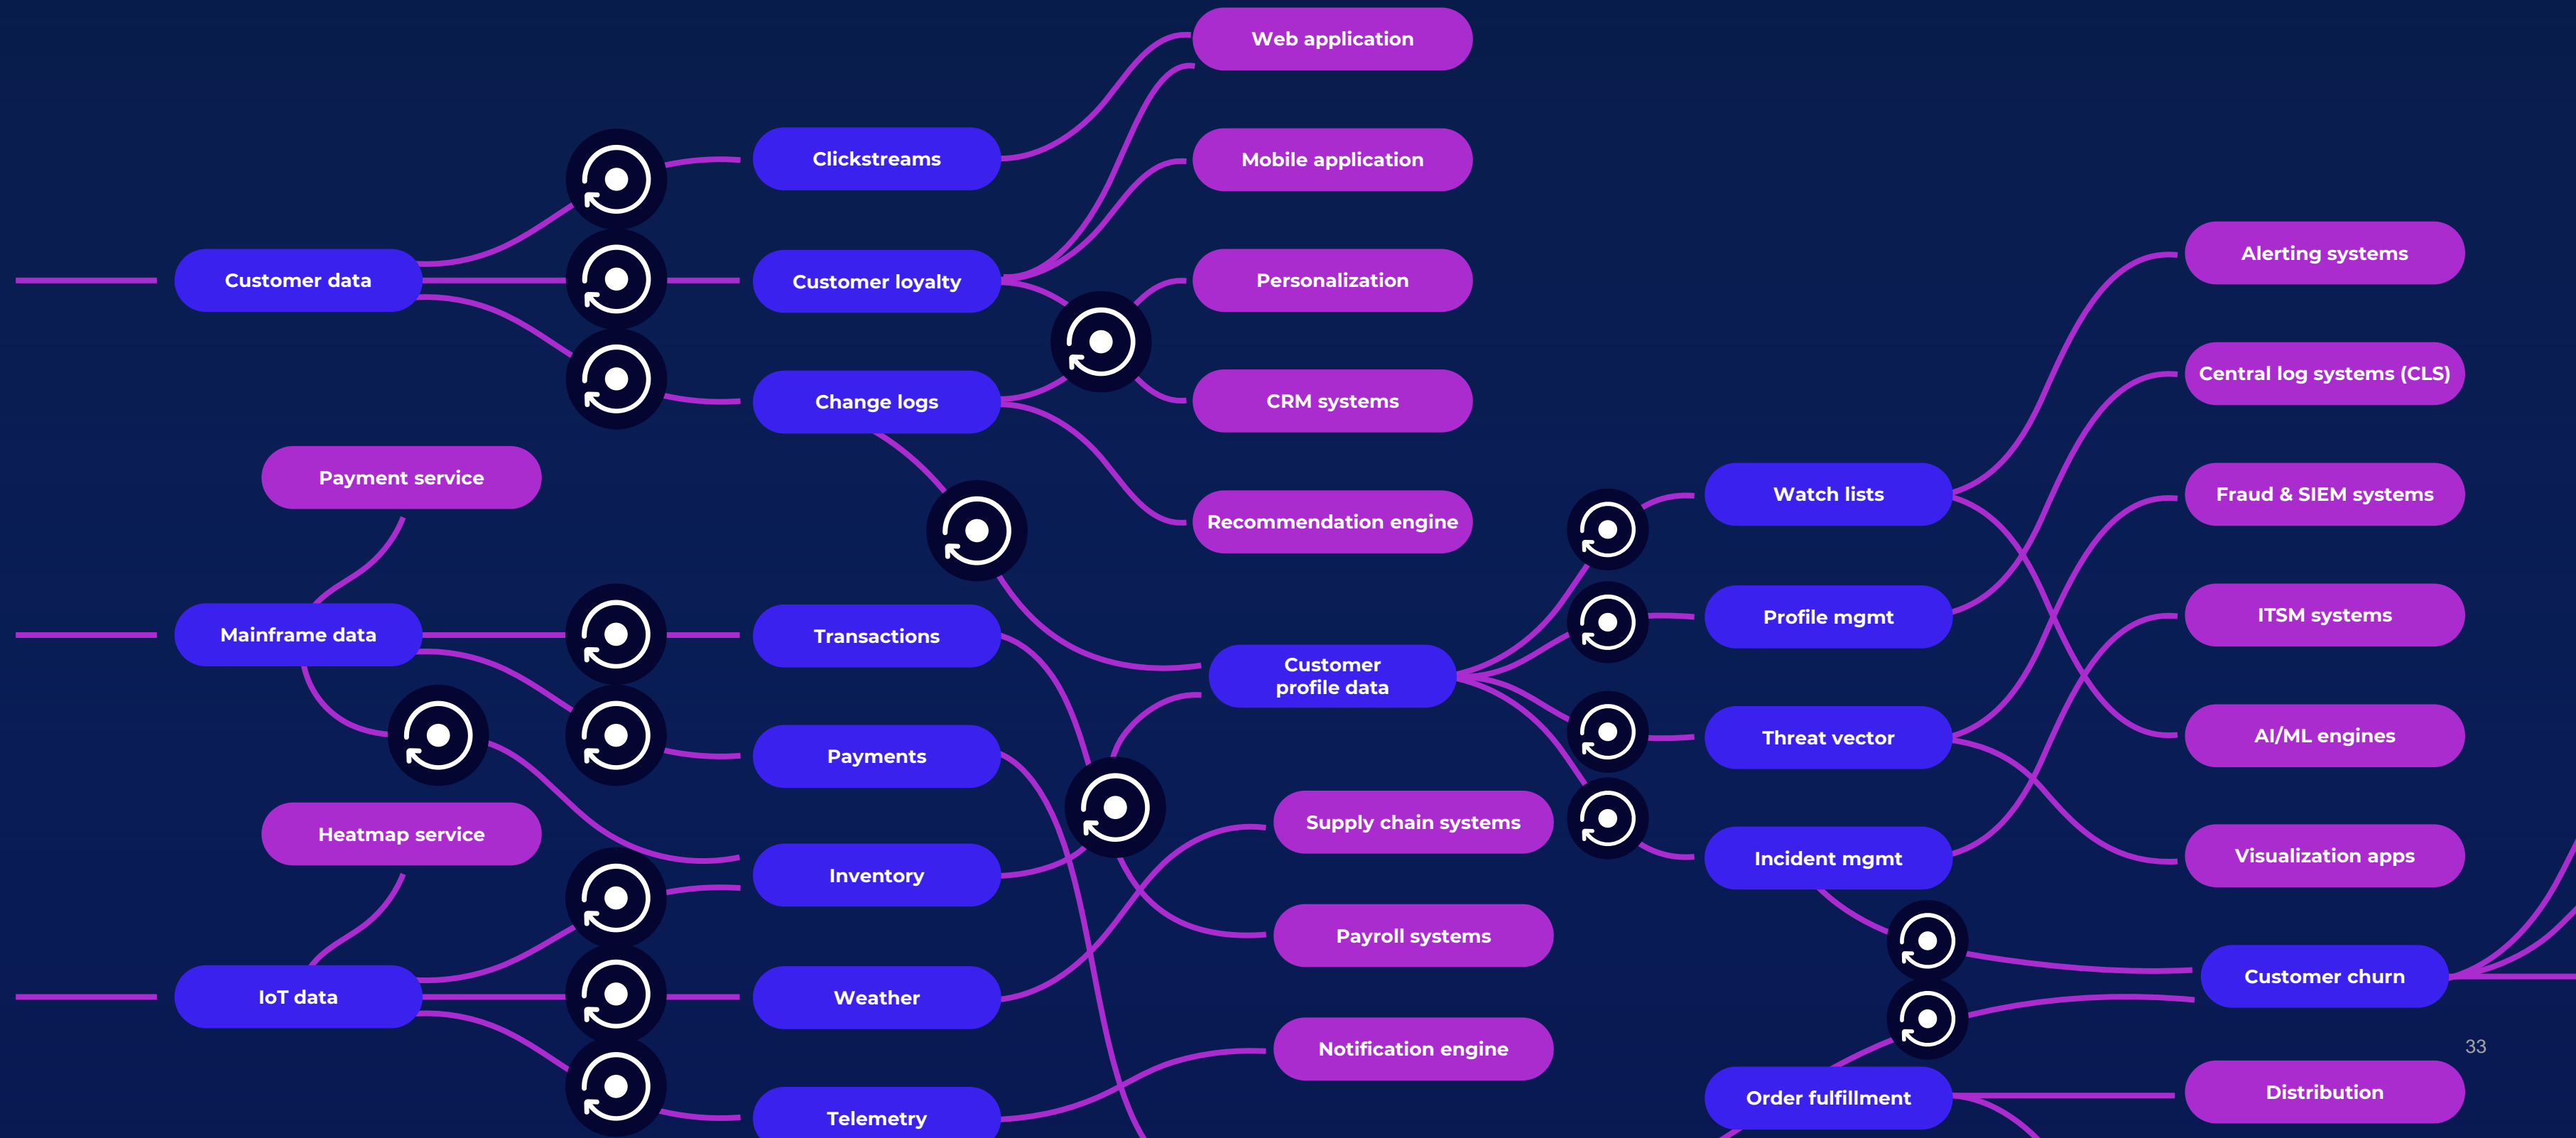 Web application
Clickstreams
Mobile application
Customer data
Customer loyalty
Personalization
Alerting systems
Change logs
CRM systems
Central log systems (CLS)
Payment service
Recommendation engine
Watch lists
Fraud & SIEM systems
Mainframe data
Transactions
Customer
profile data
Profile mgmt
ITSM systems
Payments
Threat vector
AI/ML engines
Heatmap service
Inventory
Supply chain systems
Incident mgmt
Visualization apps
Payroll systems
IoT data
Weather
Customer churn
Notification engine
33
Telemetry
Order fulfillment
Distribution